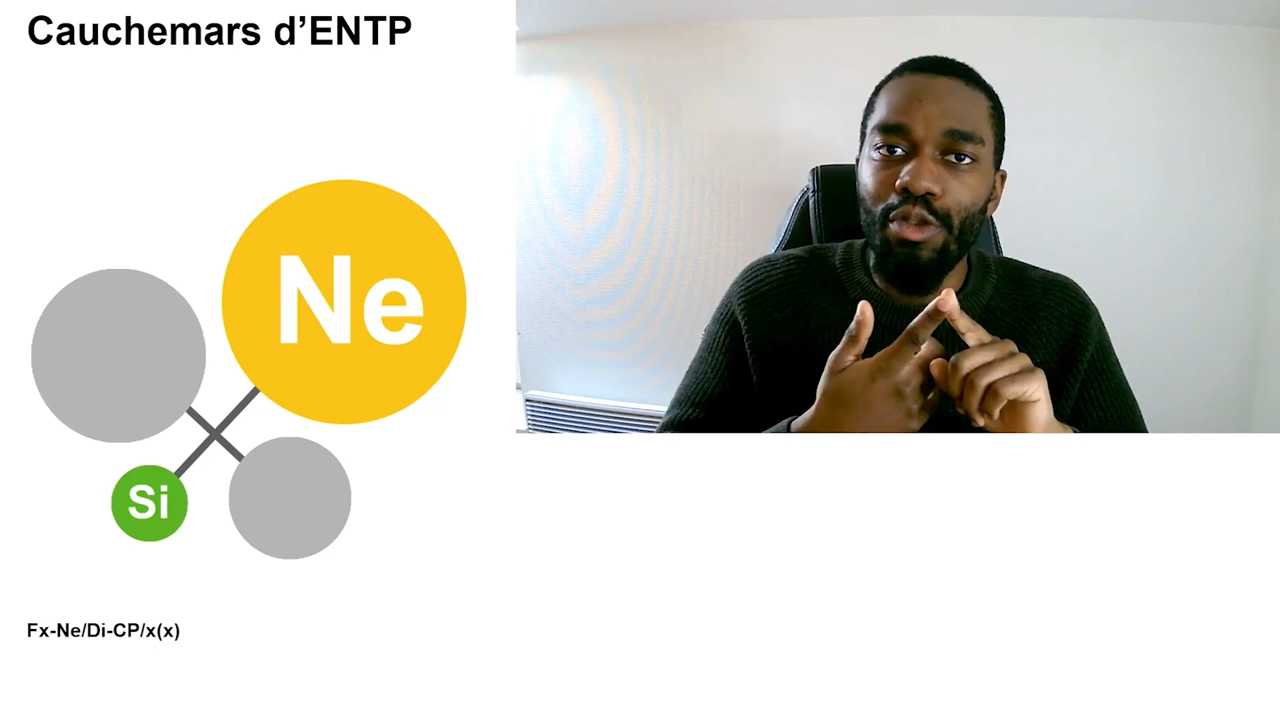 Cauchemars d’ENTP
Ne
Si
Fx-Ne/Di-CP/x(x)